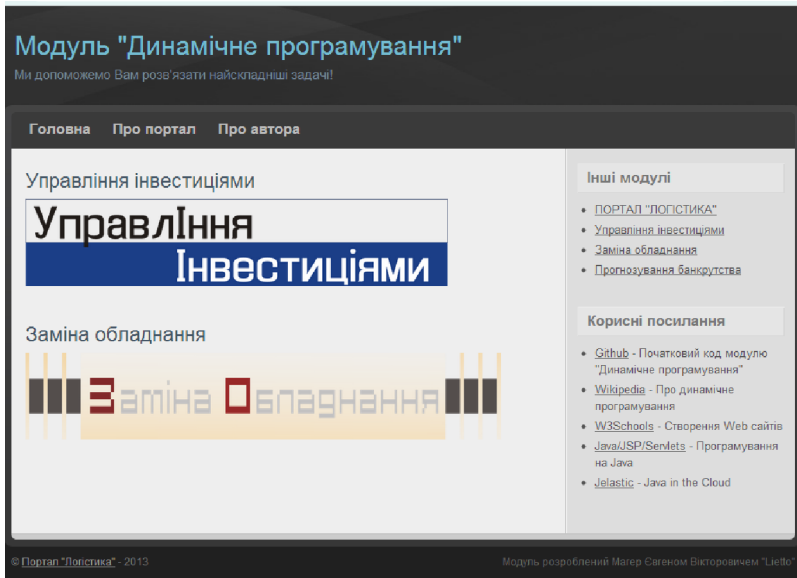 Модуль "Динамічне програмування"
Ми допоможемо Вам розв'язати найскладніші задачі!
Головна Про портал Про автора
Управління інвестиціями
УправлІння
Інвестиціями
Заміна обладнання
Заміна Обладнання
Інші модулі
ПОРТАЛ "ЛОГІСТИКА"
Управління інвестиціями
Заміна обладнання
Прогнозування банкрутства
Корисні посилання
Github - Початковий код модулю
"Динамічне програмування"
Wikipedia - Про динамічне
програмування
W3Schools - Створення Web сайтів
Java/JSP/Servlets - Програмування
на Java
Jelastic - Java in the Cloud
© Портал "Логістика" - 2013
Модуль розроблений Магер Євгеном Вікторовичем "Lietto"